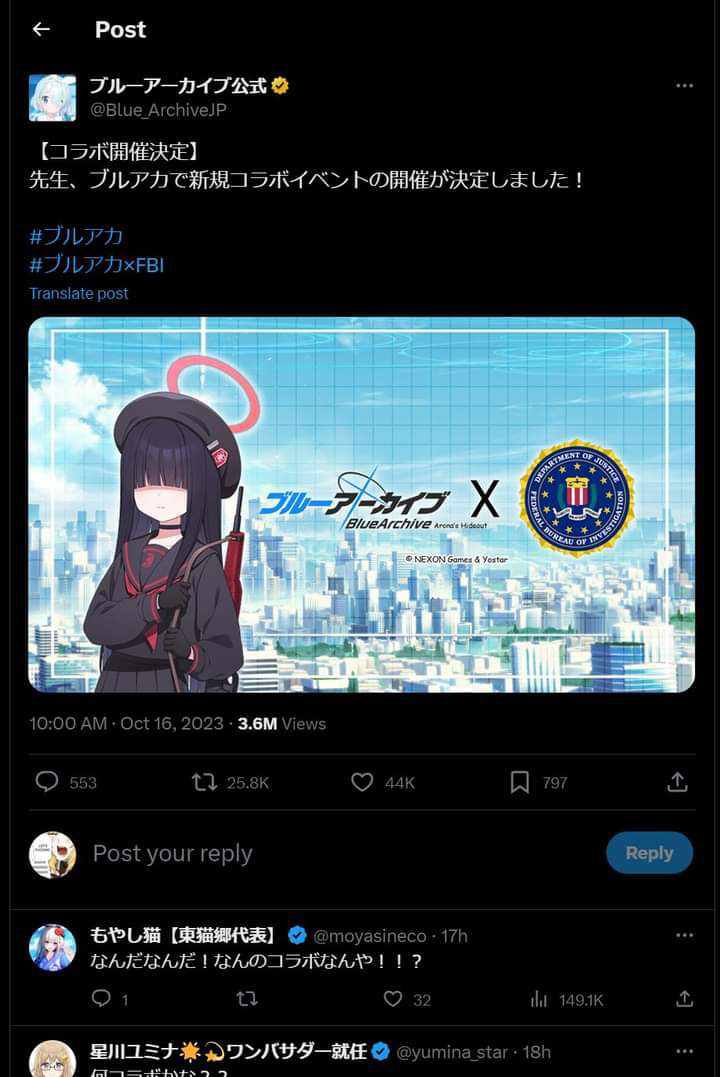 Post
ブルーアーカイブ公式
@Blue_ArchiveJP
【コラボ開催決定】
先生、ブルアカで新規コラボイベントの開催が決定しました！
#ブルアカ
#ブルアカ×FBI
Translate post
ブルーアーカイブ
BlueArchive Arona's Hideout
X
DEPARTMENT OF JUSTICE
FEDERAL BUREAU OF INVESTIGATION
© NEXON Games & Yostar
10:00 AM · Oct 16, 2023 · 3.6M Views
553 25.8K 44K 797
Post your reply
Reply
もやし猫【東猫郷代表】 @moyasineco · 17h
なんだなんだ！なんのコラボなんや！！？
1 32 149.1K
星川ユミナ🌟💫ワンバサダー就任 @yumina_star · 18h
何コラボかな？？